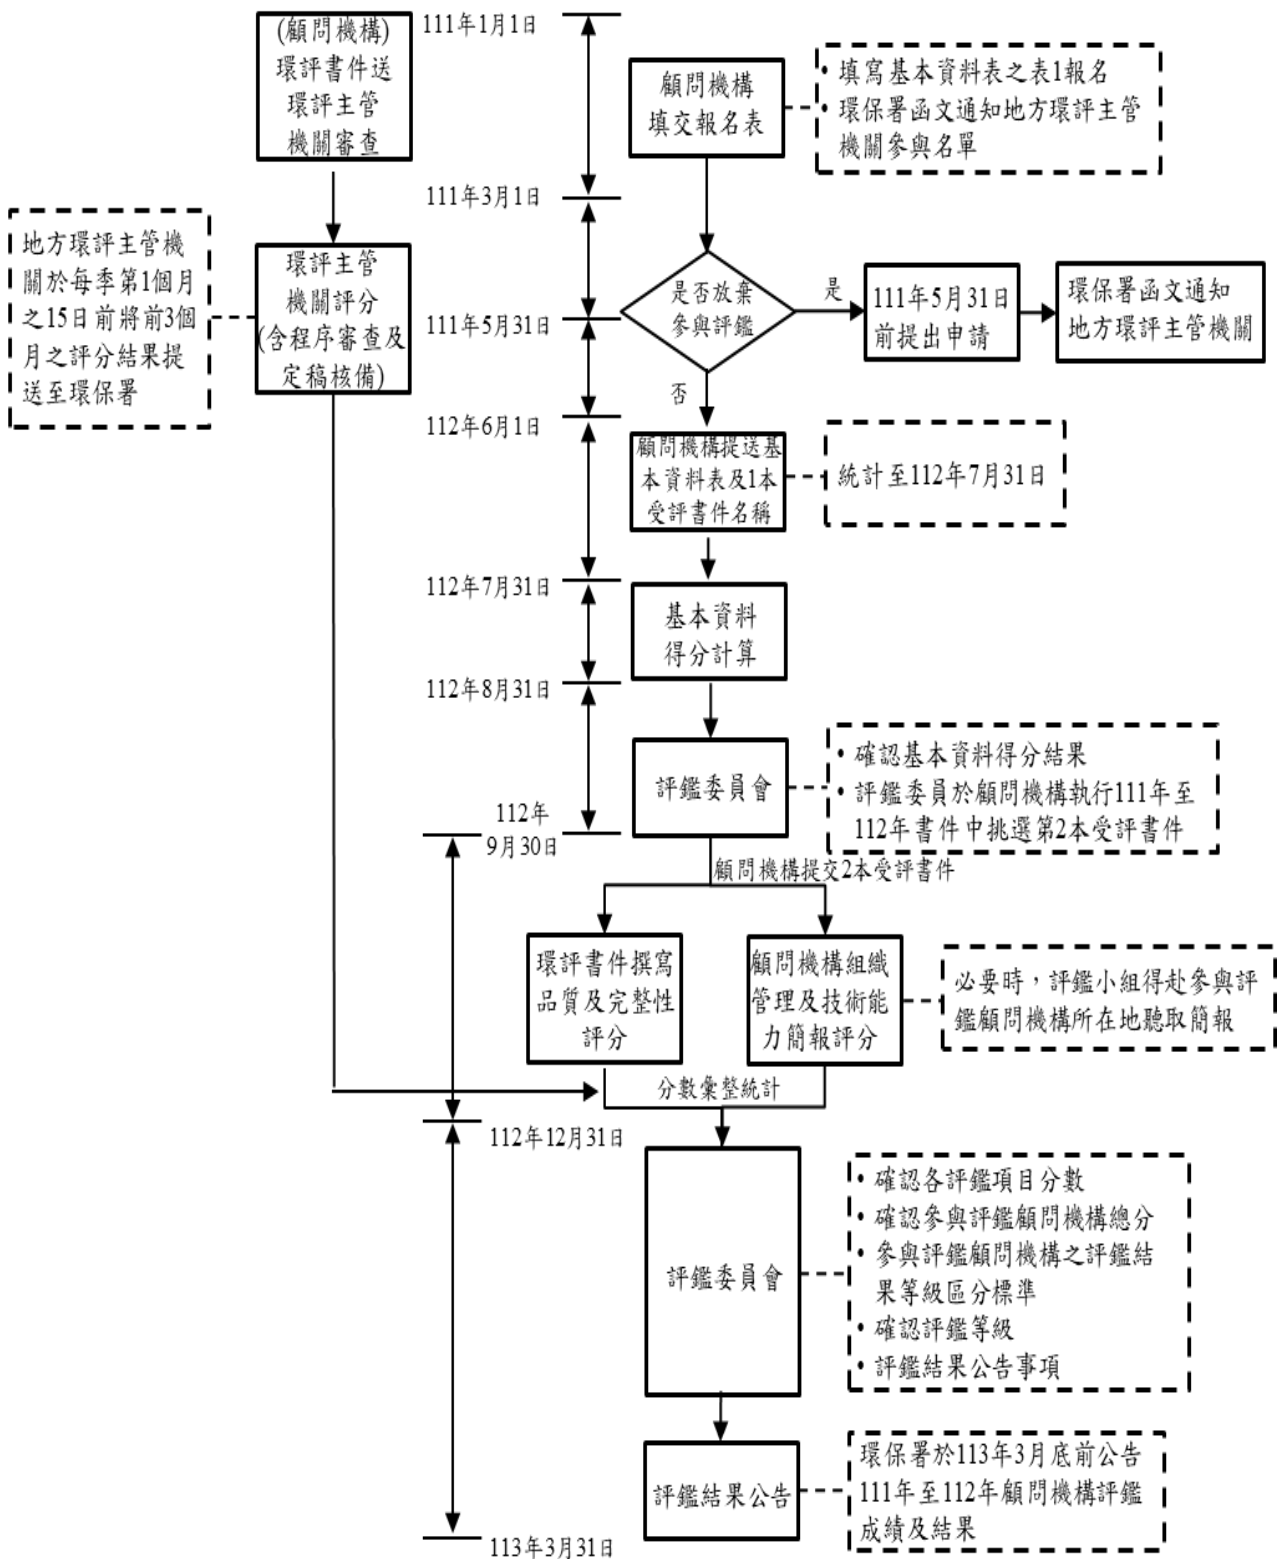 (顧問機構)
環評書件送
環評主管
機關審查
111年1月1日
顧問機構
填交報名表
• 填寫基本資料表之表1報名
• 環保署函文通知地方環評主管
機關參與名單
111年3月1日
地方環評主管機
關於每季第1個月
之15日前將前3個
月之評分結果提
送至環保署
環評主管
機關評分
(含程序審查及
定稿核備)
111年5月31日
是否放棄
參與評鑑
是
111年5月31日
前提出申請
環保署函文通知
地方環評主管機關
否
112年6月1日
顧問機構提送基
本資料表及1本
受評書件名稱
統計至112年7月31日
112年7月31日
基本資料
得分計算
112年8月31日
評鑑委員會
• 確認基本資料得分結果
• 評鑑委員於顧問機構執行111年至
112年書件中挑選第2本受評書件
112年
9月30日
顧問機構提交2本受評書件
環評書件撰寫
品質及完整性
評分
顧問機構組織
管理及技術能
力簡報評分
必要時，評鑑小組得赴參與評
鑑顧問機構所在地聽取簡報
分數彙整統計
112年12月31日
評鑑委員會
• 確認各評鑑項目分數
• 確認參與評鑑顧問機構總分
• 參與評鑑顧問機構之評鑑結
果等級區分標準
• 確認評鑑等級
• 評鑑結果公告事項
評鑑結果公告
環保署於113年3月底前公告
111年至112年顧問機構評鑑
成績及結果
113年3月31日